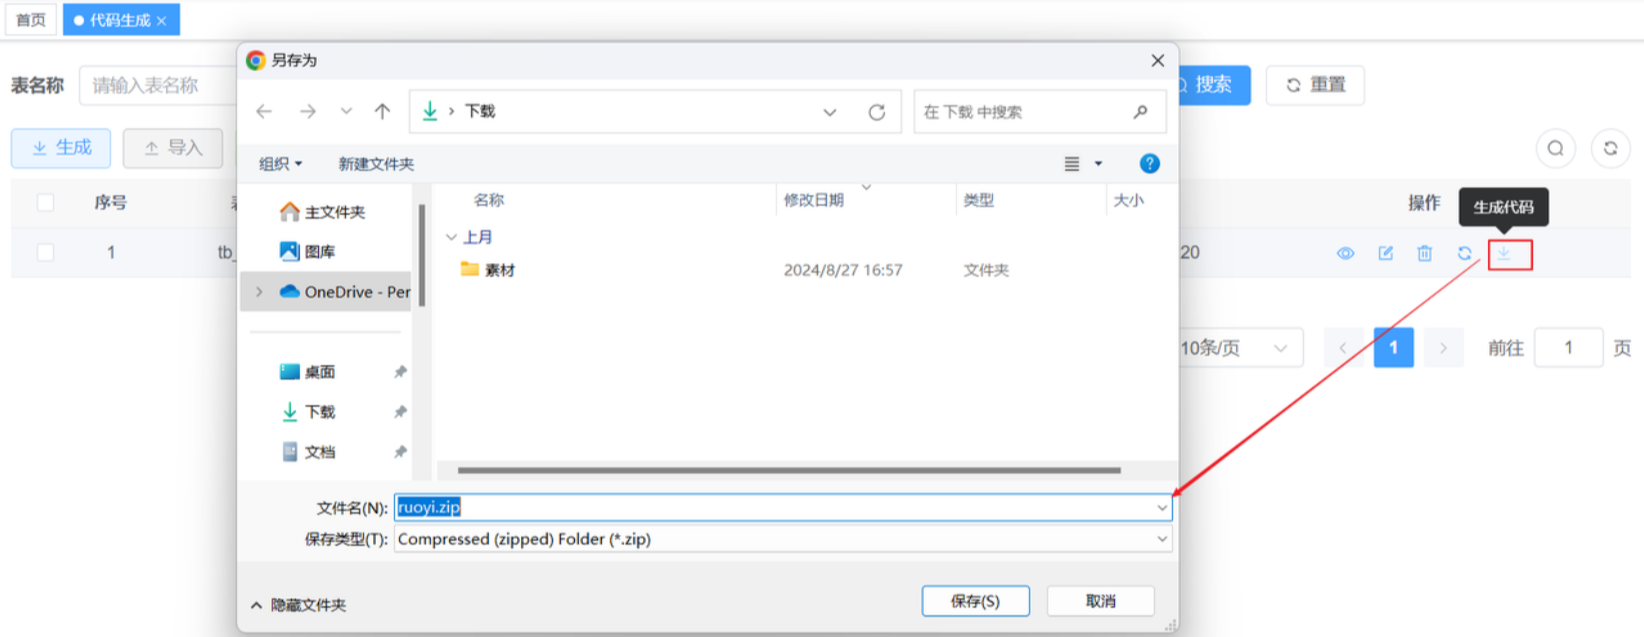 首页
代码生成
另存为
表名称
请输入表名称
搜索
重置
下载
在 下载 中搜索
生成
导入
组织
新建文件夹
序号
名称
修改日期
类型
大小
操作
生成代码
主文件夹
上月
图库
素材
2024/8/27 16:57
文件夹
1
tb_
20
OneDrive - Per
桌面
下载
文档
10条/页
1
前往
1
页
文件名(N):
ruoyi.zip
保存类型(T):
Compressed (zipped) Folder (*.zip)
隐藏文件夹
保存(S)
取消